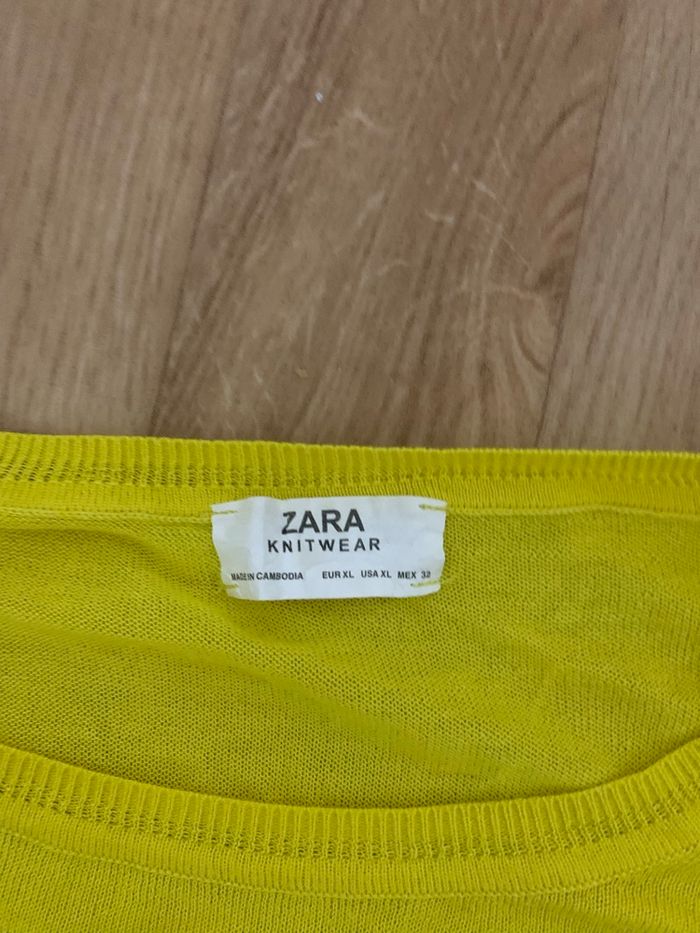 ZARA
KNITWEAR
MADE IN CAMBODIA EUR XL USA XL MEX 32